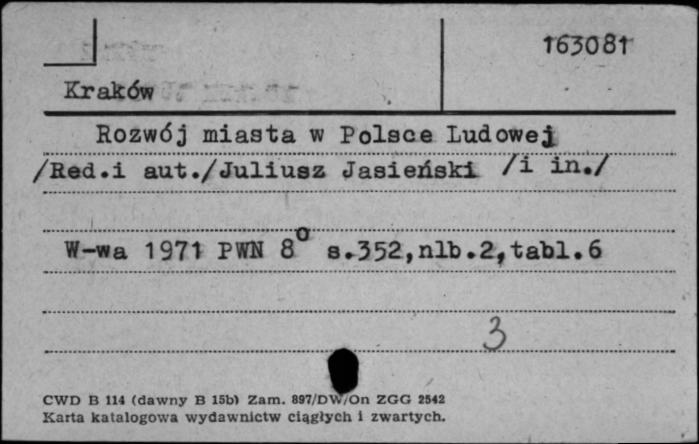 163081
Kraków
Rozwój miasta w Polsce Ludowej
/Red.i aut./Juliusz Jasieński /i in./
W-wa 1971 PWN 8° s.352,nlb.2,tabl.6
3
CWD B 114 (dawny B 15b) Zam. 897/DW/On ZGG 2542
Karta katalogowa wydawnictw ciągłych i zwartych.